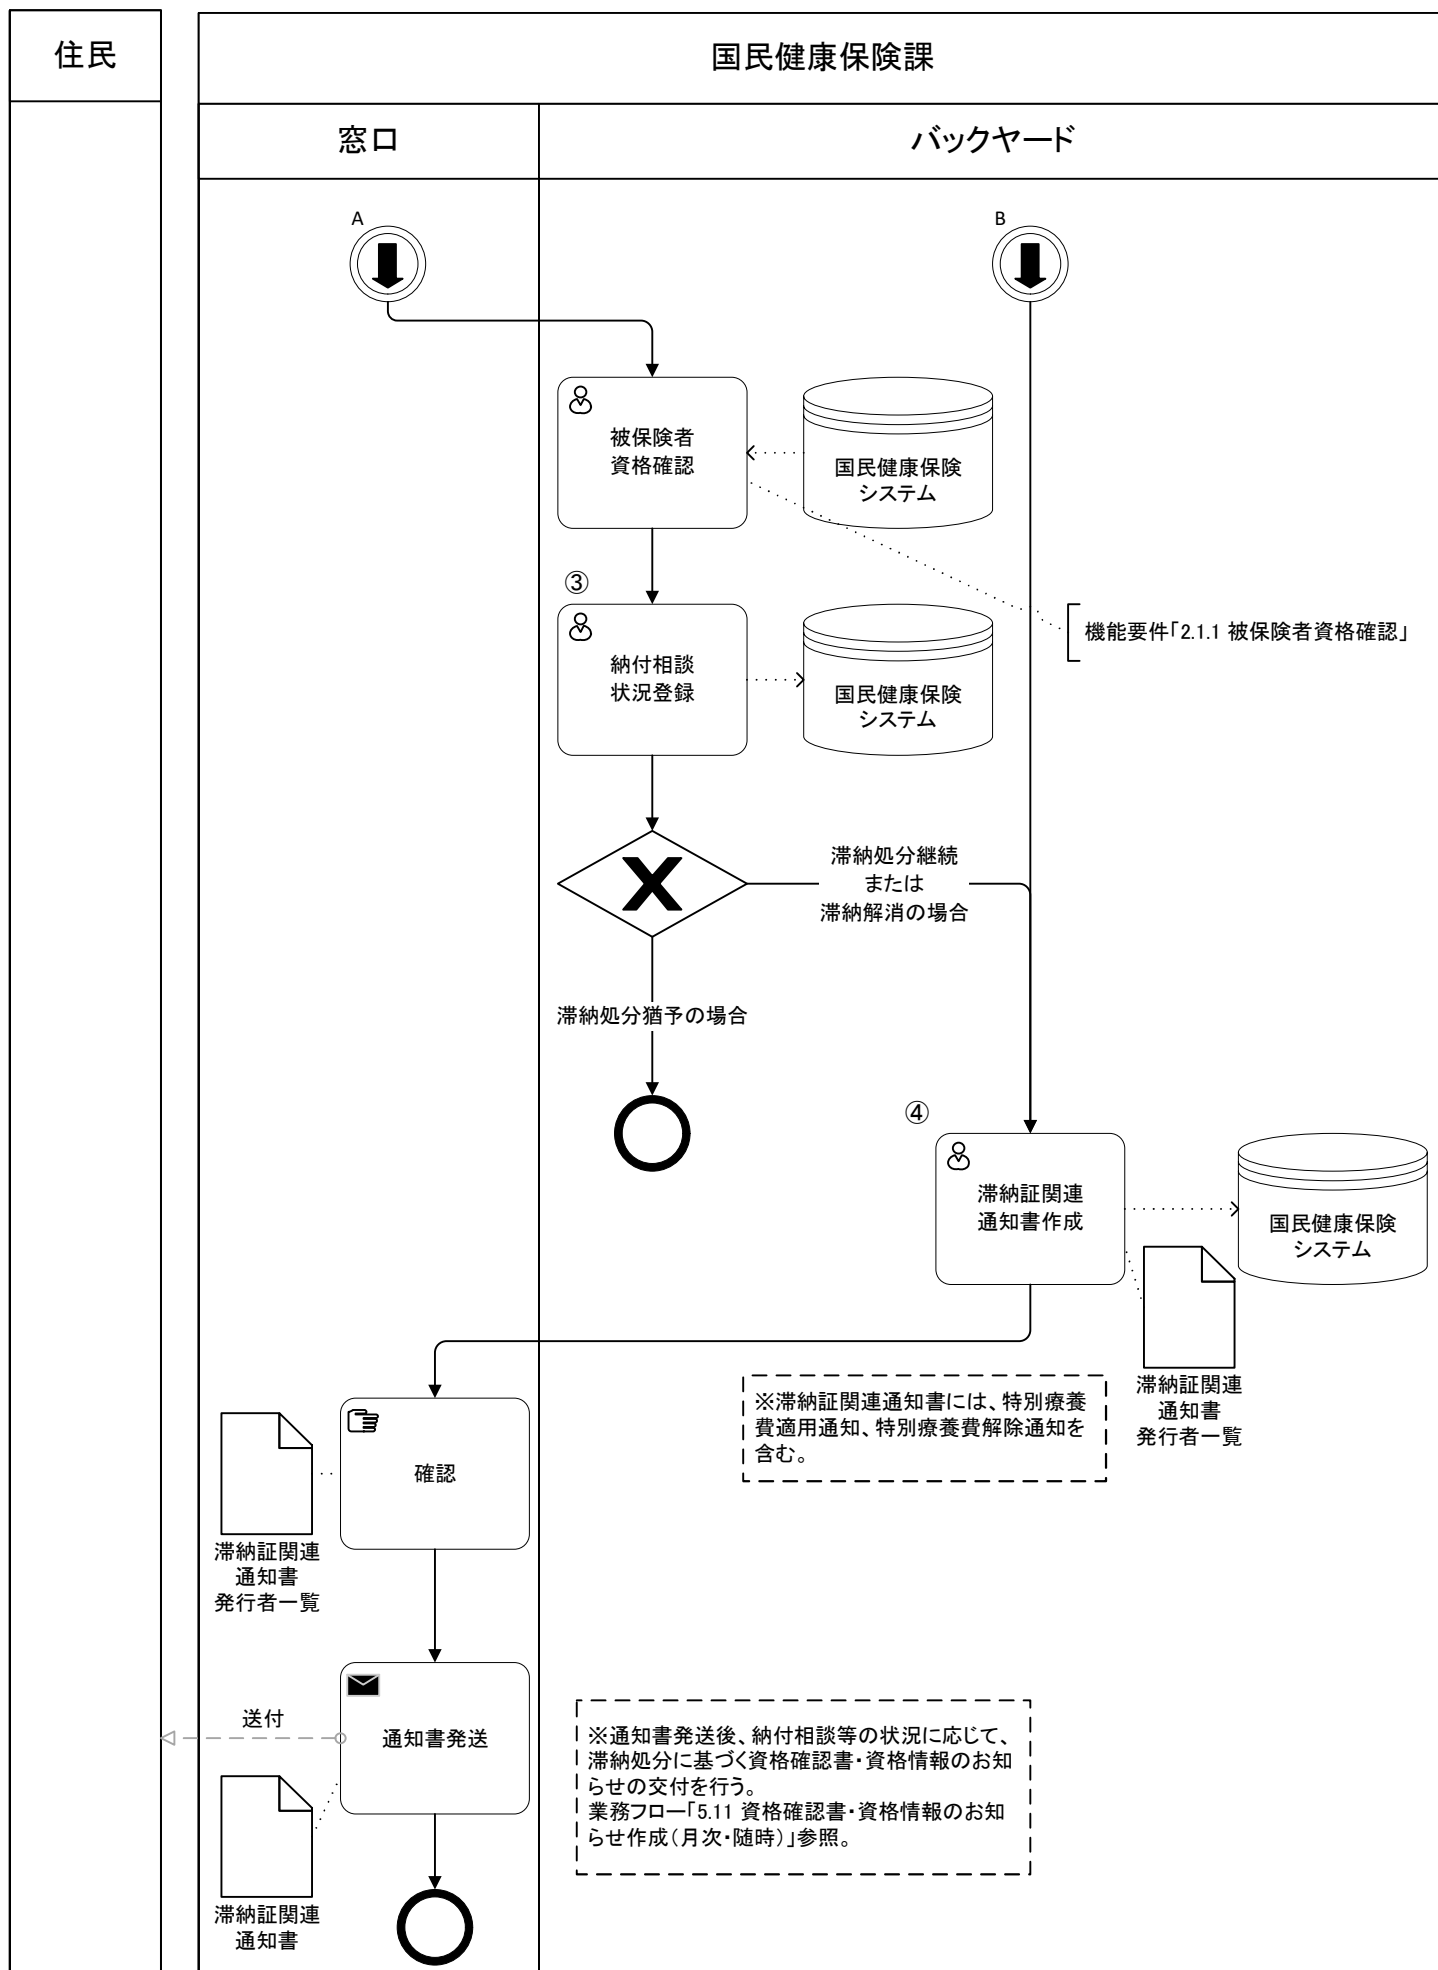 住民
国民健康保険課
窓口
バックヤード
A
B
被保険者
資格確認
国民健康保険
システム
③
機能要件「2.1.1 被保険者資格確認」
納付相談
状況登録
国民健康保険
システム
滞納処分継続
または
滞納解消の場合
滞納処分猶予の場合
④
滞納証関連
通知書作成
国民健康保険
システム
滞納証関連
通知書
発行者一覧
※滞納証関連通知書には、特別療養
費適用通知、特別療養費解除通知を
含む。
確認
滞納証関連
通知書
発行者一覧
送付
通知書発送
※通知書発送後、納付相談等の状況に応じて、
滞納処分に基づく資格確認書・資格情報のお知
らせの交付を行う。
業務フロー「5.11 資格確認書・資格情報のお知
らせ作成（月次・随時）」参照。
滞納証関連
通知書